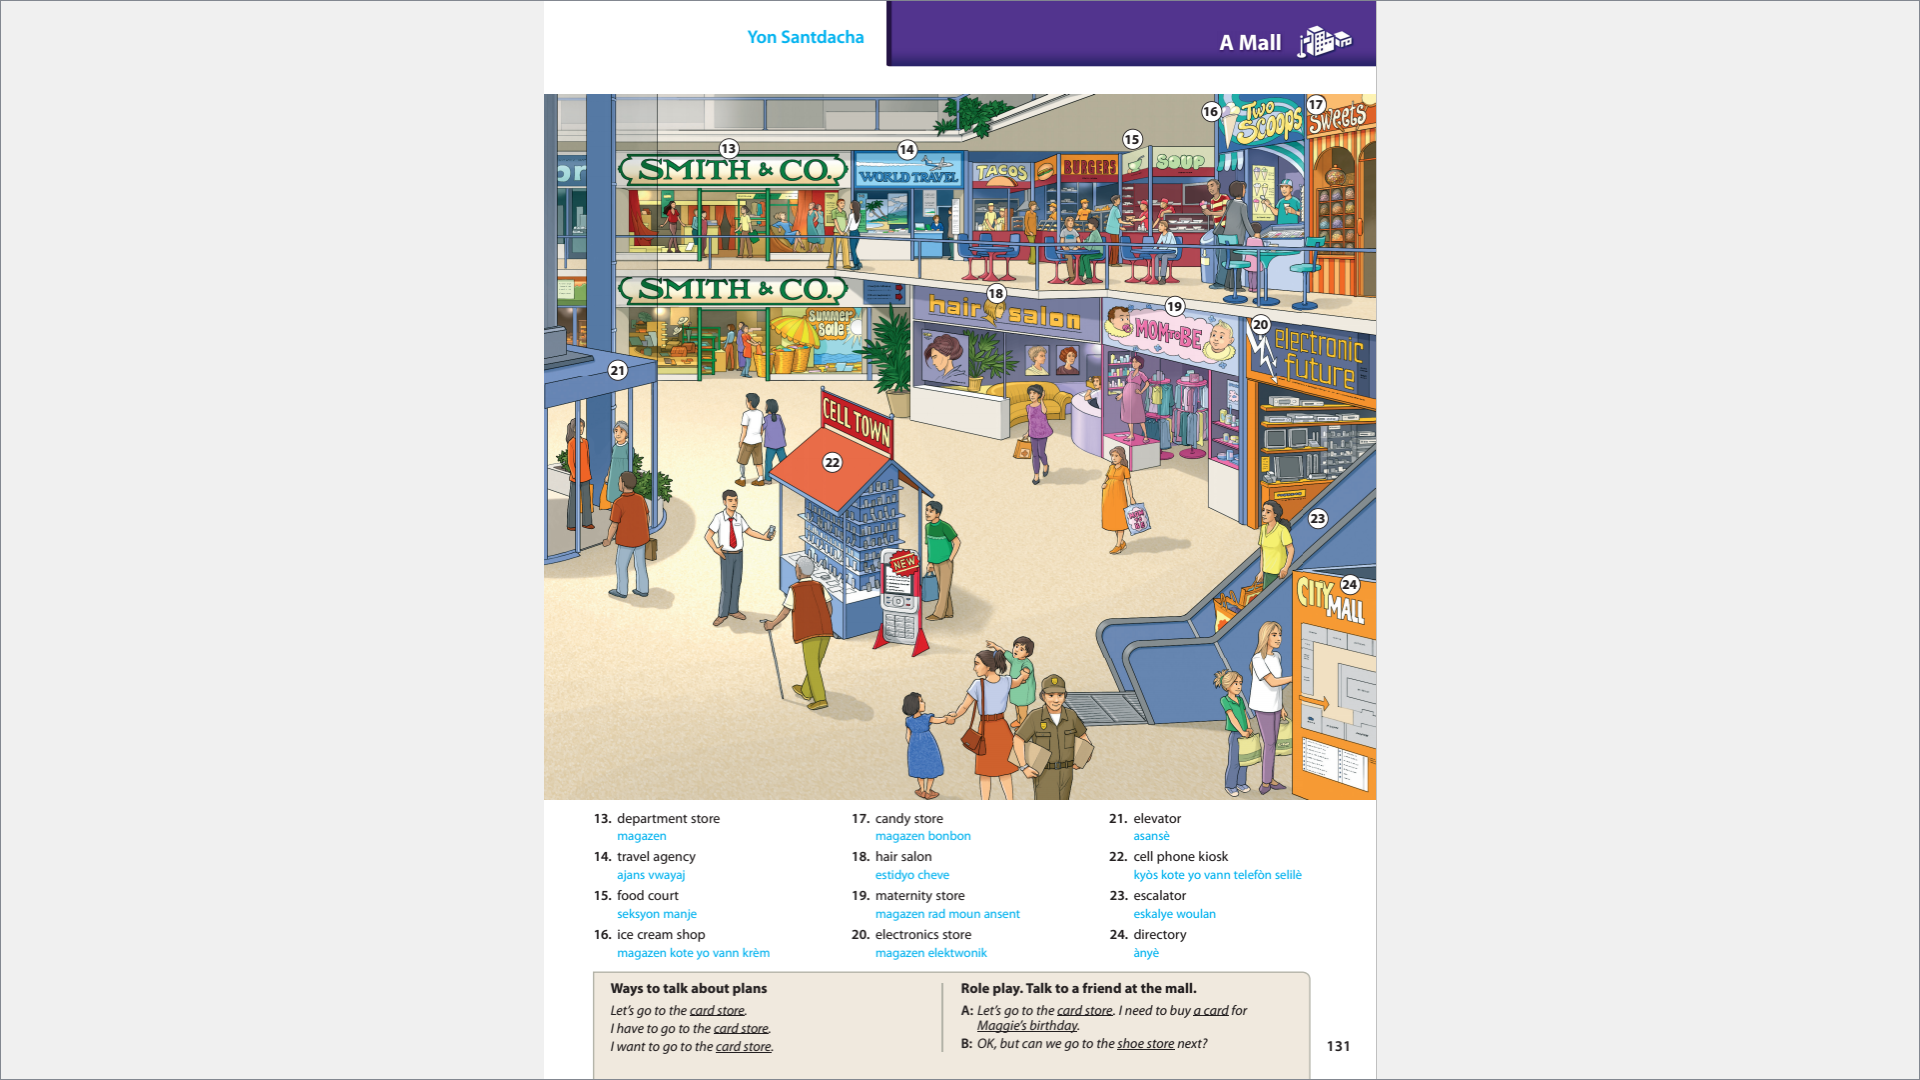 Yon Santdacha
A Mall
13
14
15
16
17
SMITH & CO.
WORLD TRAVEL
TACOS
BURGERS
SOUP
TWO SCOOPS
SWEETS
SMITH & CO.
SUMMER Sale
18
hair salon
19
MOM TO BE
20
electronic future
21
CELL TOWN
22
NEW
MOM TO BE
23
24
CITY MALL
13. department store
magazen
14. travel agency
ajans vwayaj
15. food court
seksyon manje
16. ice cream shop
magazen kote yo vann krèm
17. candy store
magazen bonbon
18. hair salon
estidyo cheve
19. maternity store
magazen rad moun ansent
20. electronics store
magazen elektwonik
21. elevator
asansè
22. cell phone kiosk
kyòs kote yo vann telefòn selilè
23. escalator
eskalye woulan
24. directory
ànyè
Ways to talk about plans
Let's go to the card store.
I have to go to the card store.
I want to go to the card store.
Role play. Talk to a friend at the mall.
A: Let's go to the card store. I need to buy a card for
Maggie's birthday.
B: OK, but can we go to the shoe store next?
131